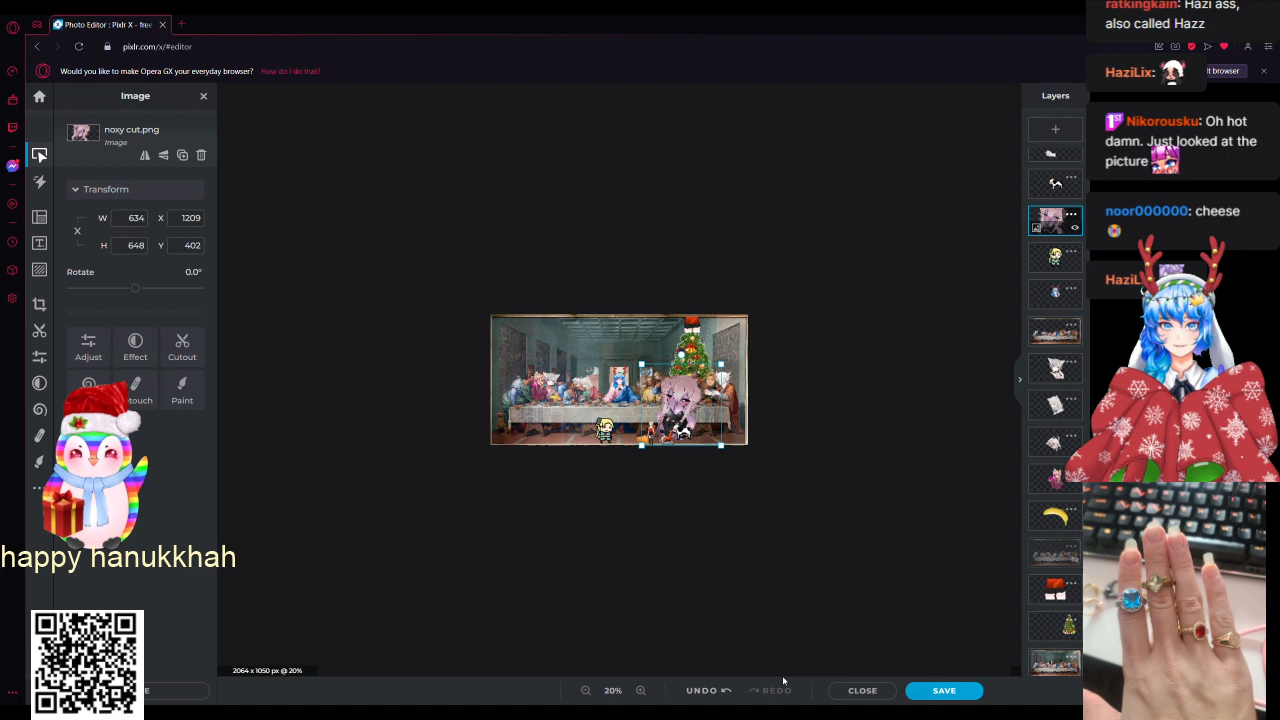 Photo Editor : Pixlr X - free
pixlr.com/x/#editor
Would you like to make Opera GX your everyday browser? How do I do that?
t browser
Image
noxy cut.png
Image
Transform
W 634 X 1209
X
H 648 Y 402
Rotate 0.0°
Adjust Effect Cutout
touch Paint
happy hanukkhah
2064 x 1050 px @ 20%
20% UNDO REDO CLOSE SAVE
Layers
ratkingkain: Hazi ass,
also called Hazz
HaziLix:
1ST Nikorousku: Oh hot
damn. Just looked at the
picture
noor000000: cheese
HaziL